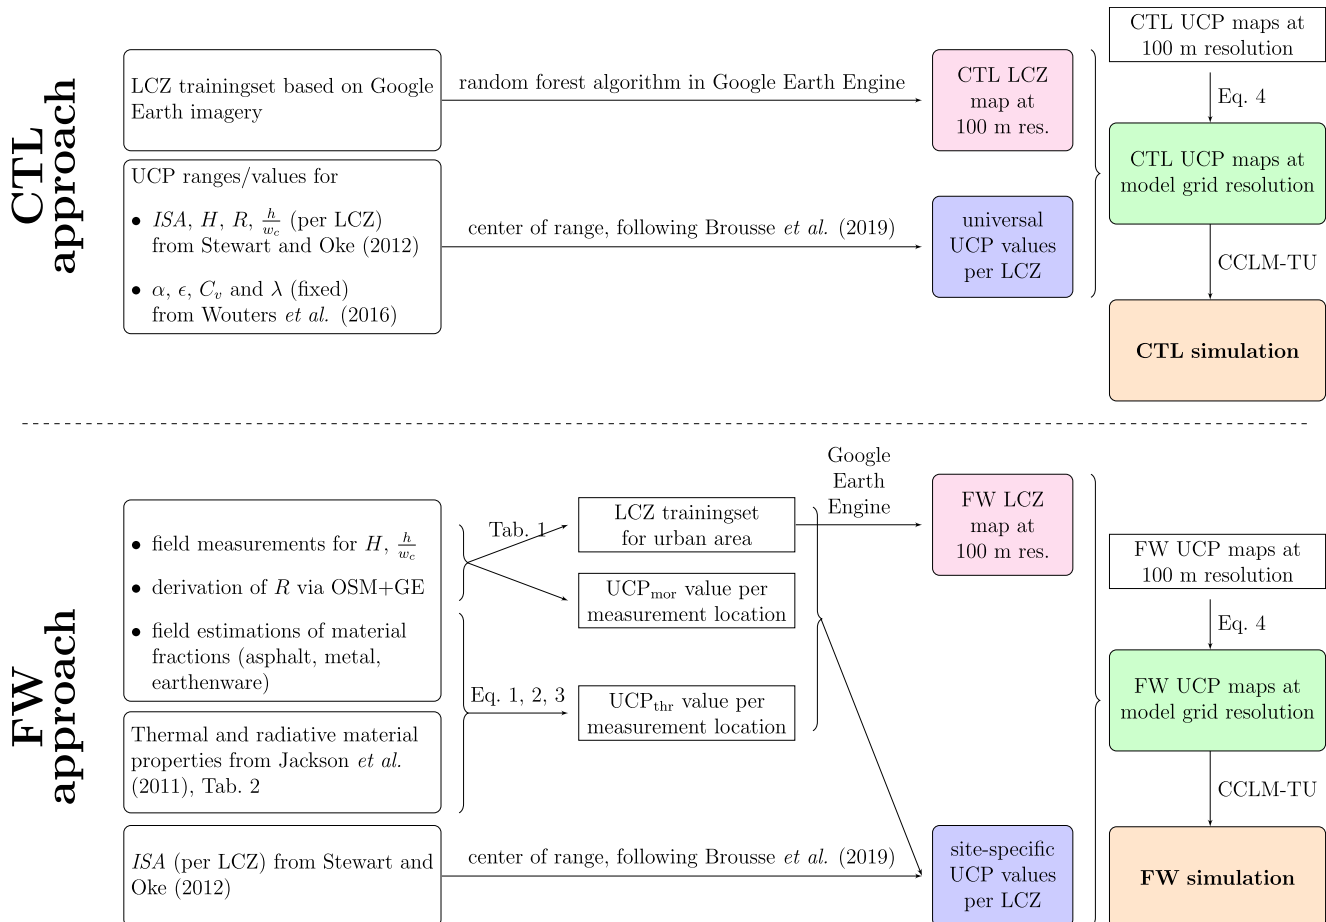 CTL
approach
LCZ trainingset based on Google
Earth imagery
random forest algorithm in Google Earth Engine
CTL LCZ
map at
100 m res.
UCP ranges/values for
• ISA, H, R, h/w_c (per LCZ)
from Stewart and Oke (2012)
• α, ϵ, C_v and λ (fixed)
from Wouters et al. (2016)
center of range, following Brousse et al. (2019)
universal
UCP values
per LCZ
CTL UCP maps at
100 m resolution
Eq. 4
CTL UCP maps at
model grid resolution
CCLM-TU
CTL simulation
FW
approach
• field measurements for H, h/w_c
• derivation of R via OSM+GE
• field estimations of material
fractions (asphalt, metal,
earthenware)
Thermal and radiative material
properties from Jackson et al.
(2011), Tab. 2
ISA (per LCZ) from Stewart and
Oke (2012)
Tab. 1
Eq. 1, 2, 3
LCZ trainingset
for urban area
UCP_mor value per
measurement location
UCP_thr value per
measurement location
Google
Earth
Engine
center of range, following Brousse et al. (2019)
FW LCZ
map at
100 m res.
site-specific
UCP values
per LCZ
FW UCP maps at
100 m resolution
Eq. 4
FW UCP maps at
model grid resolution
CCLM-TU
FW simulation